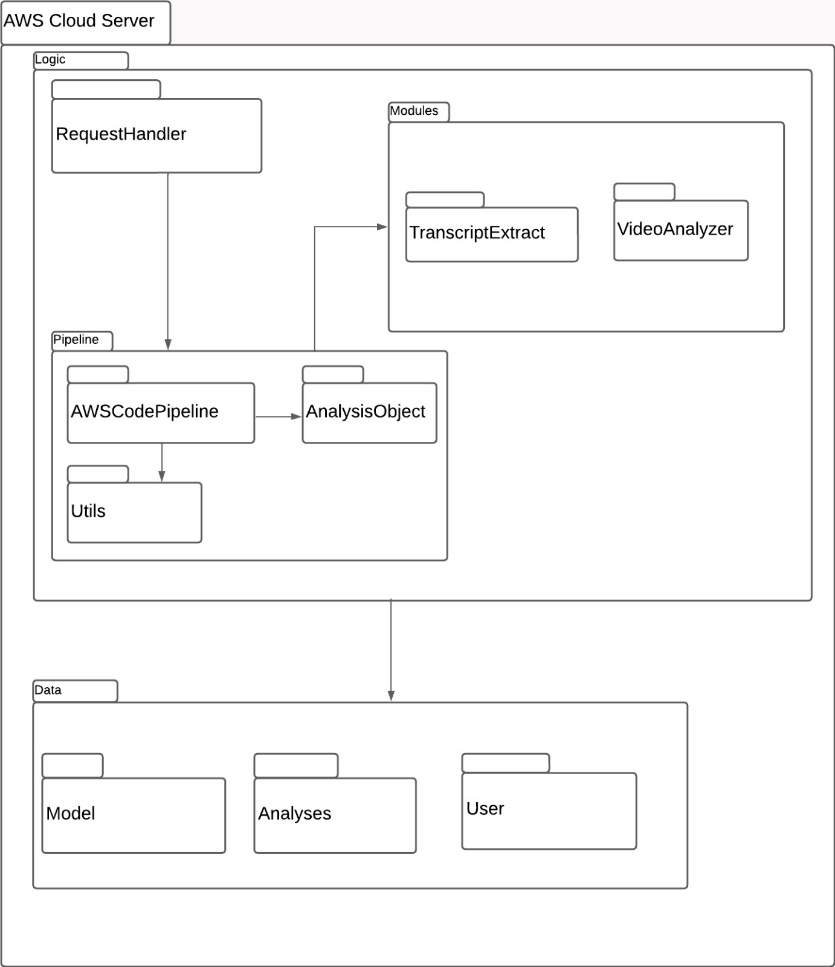 AWS Cloud Server
Logic
RequestHandler
Modules
TranscriptExtract
VideoAnalyzer
Pipeline
AWSCodePipeline
AnalysisObject
Utils
Data
Model
Analyses
User